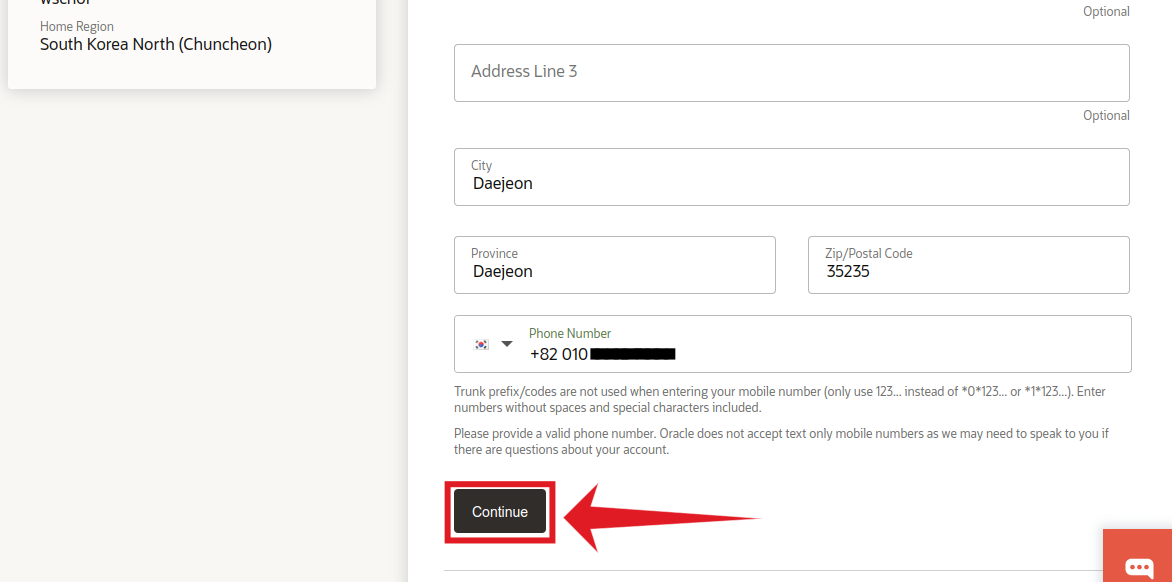 Home Region
South Korea North (Chuncheon)
Optional
Address Line 3
Optional
City
Daejeon
Province
Daejeon
Zip/Postal Code
35235
Phone Number
+82 010
Trunk prefix/codes are not used when entering your mobile number (only use 123... instead of *0*123... or *1*123...). Enter
numbers without spaces and special characters included.
Please provide a valid phone number. Oracle does not accept text only mobile numbers as we may need to speak to you if
there are questions about your account.
Continue